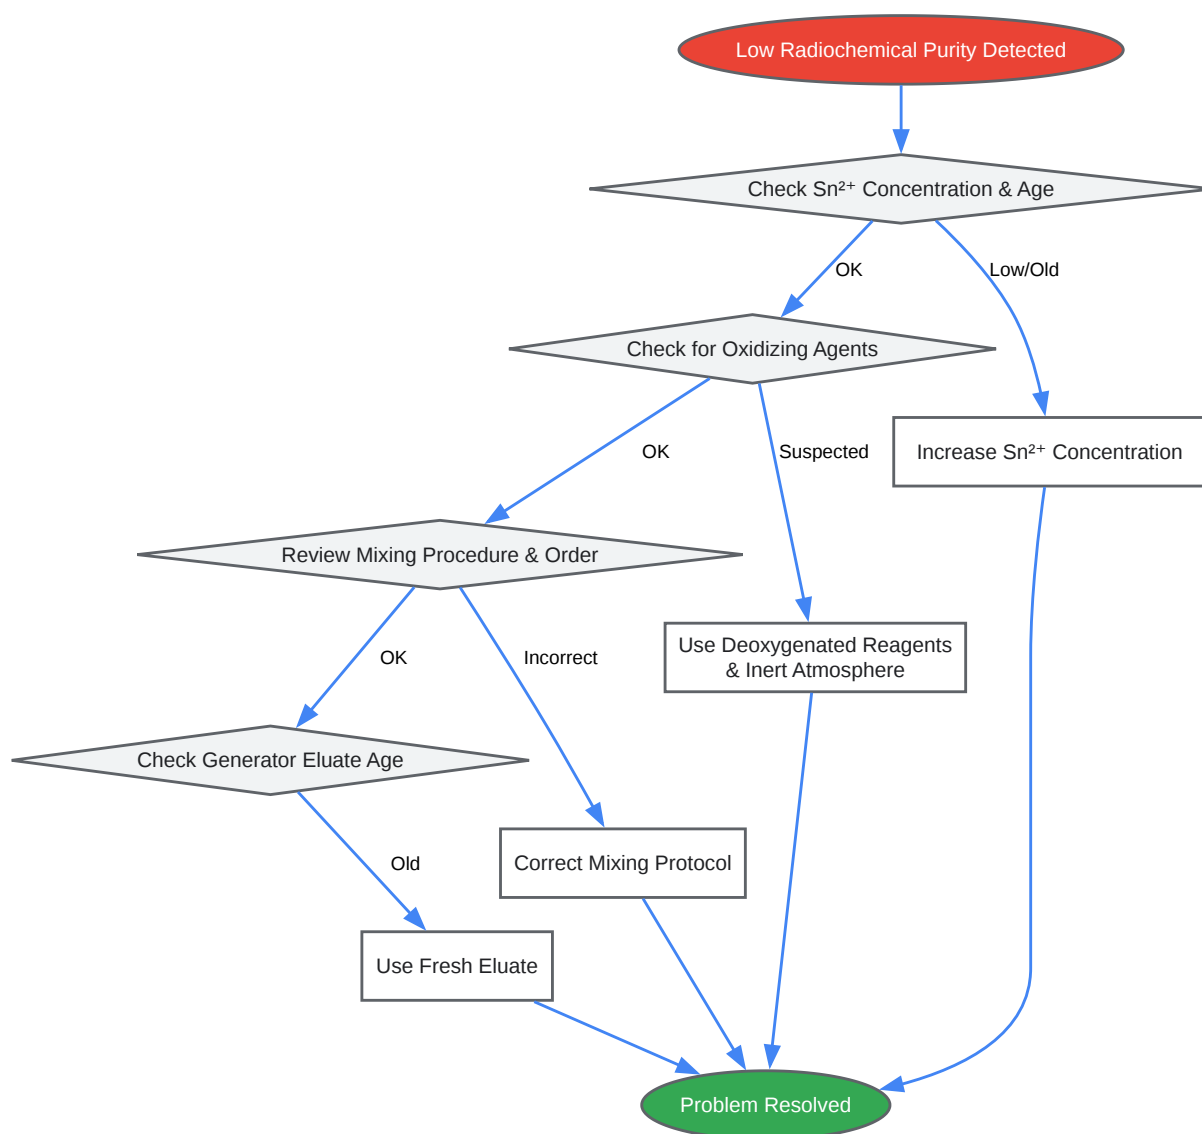 Low Radiochemical Purity Detected
Check Sn²⁺ Concentration & Age
OK
Low/Old
Check for Oxidizing Agents
OK
Suspected
Increase Sn²⁺ Concentration
Review Mixing Procedure & Order
OK
Incorrect
Use Deoxygenated Reagents
& Inert Atmosphere
Check Generator Eluate Age
Old
Correct Mixing Protocol
Use Fresh Eluate
Problem Resolved